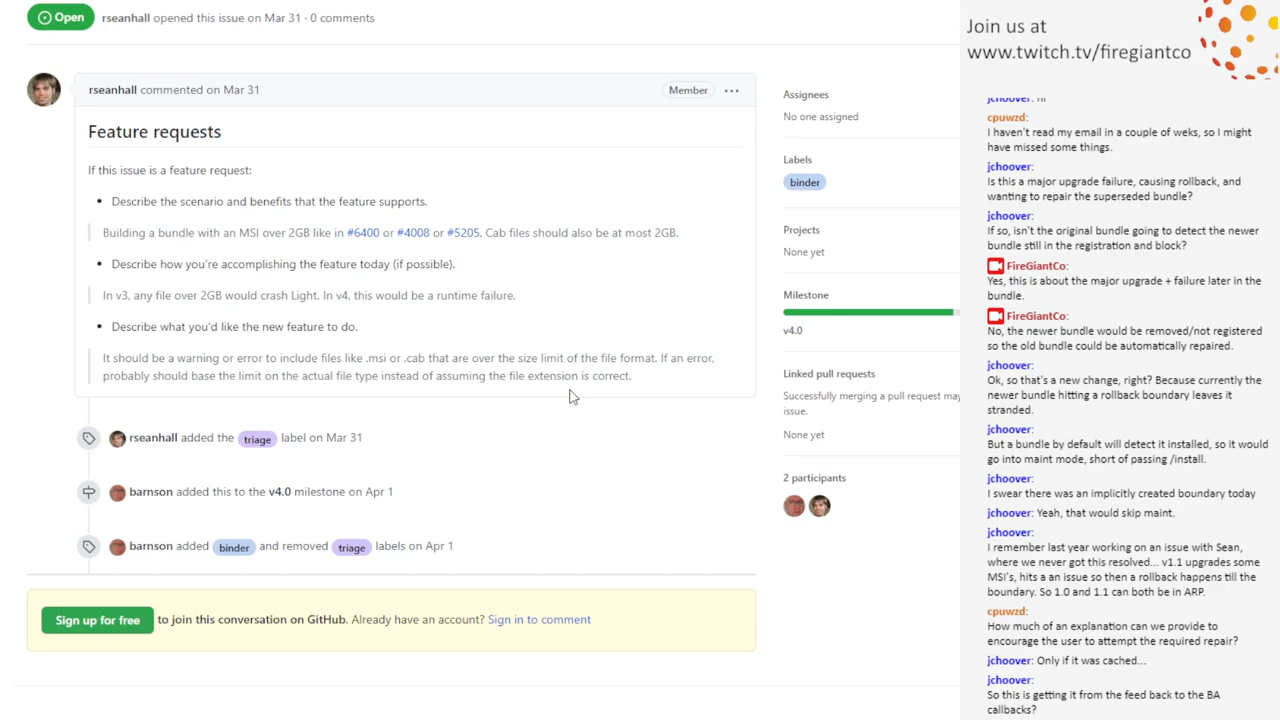 Open
rseanhall opened this issue on Mar 31 · 0 comments
rseanhall commented on Mar 31
Member
Feature requests
If this issue is a feature request:
• Describe the scenario and benefits that the feature supports.
Building a bundle with an MSI over 2GB like in #6400 or #4008 or #5205. Cab files should also be at most 2GB.
• Describe how you're accomplishing the feature today (if possible).
In v3, any file over 2GB would crash Light. In v4, this would be a runtime failure.
• Describe what you'd like the new feature to do.
It should be a warning or error to include files like .msi or .cab that are over the size limit of the file format. If an error,
probably should base the limit on the actual file type instead of assuming the file extension is correct.
rseanhall added the triage label on Mar 31
barnson added this to the v4.0 milestone on Apr 1
barnson added binder and removed triage labels on Apr 1
Sign up for free to join this conversation on GitHub. Already have an account? Sign in to comment
Assignees
No one assigned
Labels
binder
Projects
None yet
Milestone
v4.0
Linked pull requests
Successfully merging a pull request may
issue.
None yet
2 participants
Join us at
www.twitch.tv/firegiantco
jchoover: hi
cpuwzd:
I haven't read my email in a couple of weks, so I might
have missed some things.
jchoover:
Is this a major upgrade failure, causing rollback, and
wanting to repair the superseded bundle?
jchoover:
If so, isn't the original bundle going to detect the newer
bundle still in the registration and block?
FireGiantCo:
Yes, this is about the major upgrade + failure later in the
bundle.
FireGiantCo:
No, the newer bundle would be removed/not registered
so the old bundle could be automatically repaired.
jchoover:
Ok, so that's a new change, right? Because currently the
newer bundle hitting a rollback boundary leaves it
stranded.
jchoover:
But a bundle by default will detect it installed, so it would
go into maint mode, short of passing /install.
jchoover:
I swear there was an implicitly created boundary today
jchoover: Yeah, that would skip maint.
jchoover:
I remember last year working on an issue with Sean,
where we never got this resolved... v1.1 upgrades some
MSI's, hits a an issue so then a rollback happens till the
boundary. So 1.0 and 1.1 can both be in ARP.
cpuwzd:
How much of an explanation can we provide to
encourage the user to attempt the required repair?
jchoover: Only if it was cached...
jchoover:
So this is getting it from the feed back to the BA
callbacks?